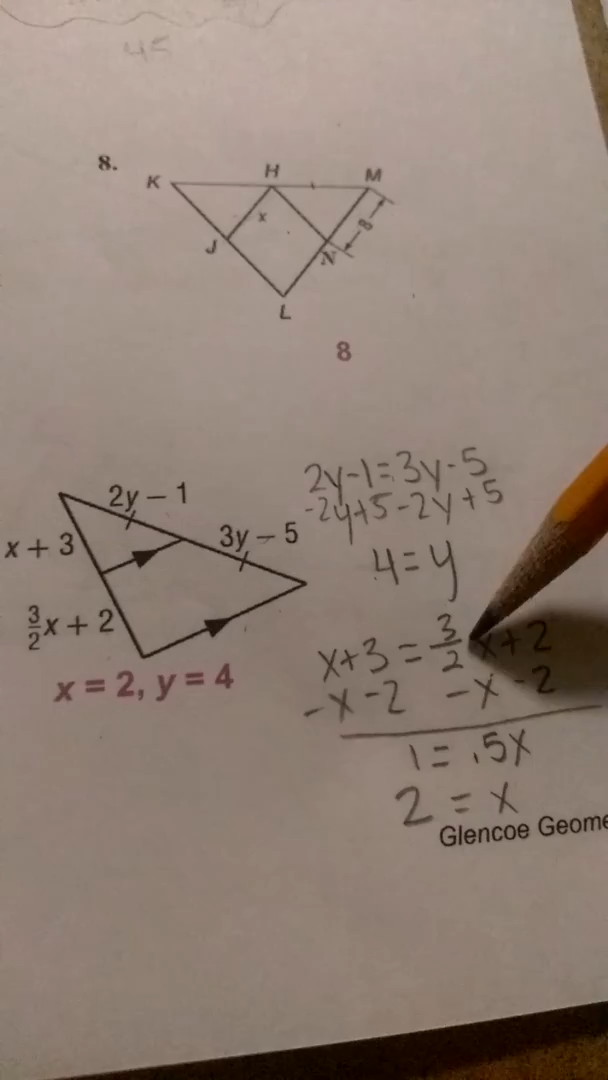 45
8.
K H M
x
8
J N
L
8
2y – 1
3y – 5
x + 3
3/2x + 2
x = 2, y = 4
2y-1=3y-5
-2y+5-2y+5
4=y
x+3=3/2x+2
-x-2 -x-2
1=.5x
2=x
Glencoe Geome